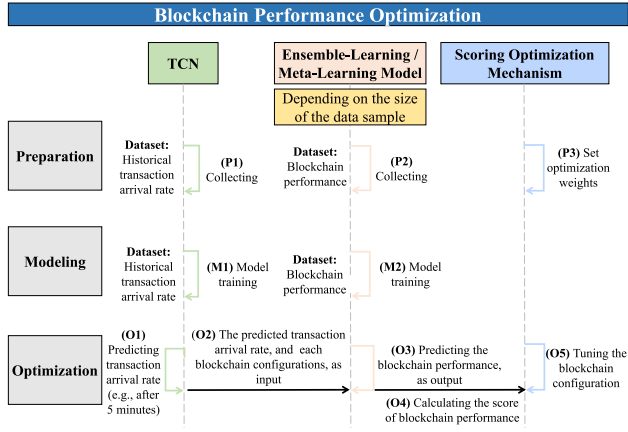 Blockchain Performance Optimization
TCN
Ensemble-Learning /
Meta-Learning Model
Scoring Optimization
Mechanism
Depending on the size
of the data sample
Preparation
Dataset:
Historical
transaction
arrival rate
(P1)
Collecting
Dataset:
Blockchain
performance
(P2)
Collecting
(P3) Set
optimization
weights
Modeling
Dataset:
Historical
transaction
arrival rate
(M1) Model
training
Dataset:
Blockchain
performance
(M2) Model
training
Optimization
(O1)
Predicting
transaction
arrival rate
(e.g., after
5 minutes)
(O2) The predicted transaction
arrival rate, and each
blockchain configurations, as
input
(O3) Predicting the
blockchain performance,
as output
(O4) Calculating the score
of blockchain performance
(O5) Tuning the
blockchain
configuration